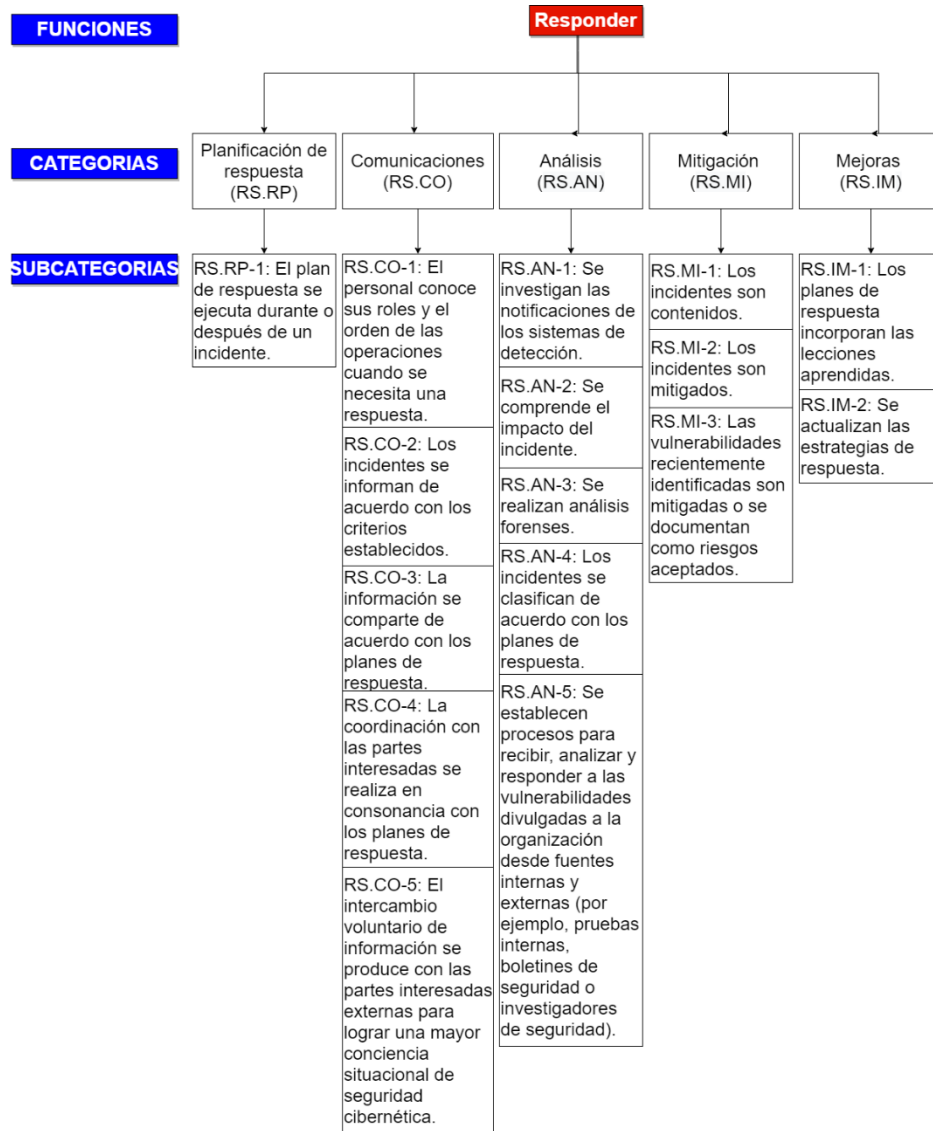 FUNCIONES
Responder
CATEGORIAS
Planificación de
respuesta
(RS.RP)
Comunicaciones
(RS.CO)
Análisis
(RS.AN)
Mitigación
(RS.MI)
Mejoras
(RS.IM)
SUBCATEGORIAS
RS.RP-1: El plan
de respuesta se
ejecuta durante o
después de un
incidente.
RS.CO-1: El
personal conoce
sus roles y el
orden de las
operaciones
cuando se
necesita una
respuesta.
RS.CO-2: Los
incidentes se
informan de
acuerdo con los
criterios
establecidos.
RS.CO-3: La
información se
comparte de
acuerdo con los
planes de
respuesta.
RS.CO-4: La
coordinación con
las partes
interesadas se
realiza en
consonancia con
los planes de
respuesta.
RS.CO-5: El
intercambio
voluntario de
información se
produce con las
partes interesadas
externas para
lograr una mayor
conciencia
situacional de
seguridad
cibernética.
RS.AN-1: Se
investigan las
notificaciones de
los sistemas de
detección.
RS.AN-2: Se
comprende el
impacto del
incidente.
RS.AN-3: Se
realizan análisis
forenses.
RS.AN-4: Los
incidentes se
clasifican de
acuerdo con los
planes de
respuesta.
RS.AN-5: Se
establecen
procesos para
recibir, analizar y
responder a las
vulnerabilidades
divulgadas a la
organización
desde fuentes
internas y
externas (por
ejemplo, pruebas
internas,
boletines de
seguridad o
investigadores
de seguridad).
RS.MI-1: Los
incidentes son
contenidos.
RS.MI-2: Los
incidentes son
mitigados.
RS.MI-3: Las
vulnerabilidades
recientemente
identificadas son
mitigadas o se
documentan
como riesgos
aceptados.
RS.IM-1: Los
planes de
respuesta
incorporan las
lecciones
aprendidas.
RS.IM-2: Se
actualizan las
estrategias de
respuesta.